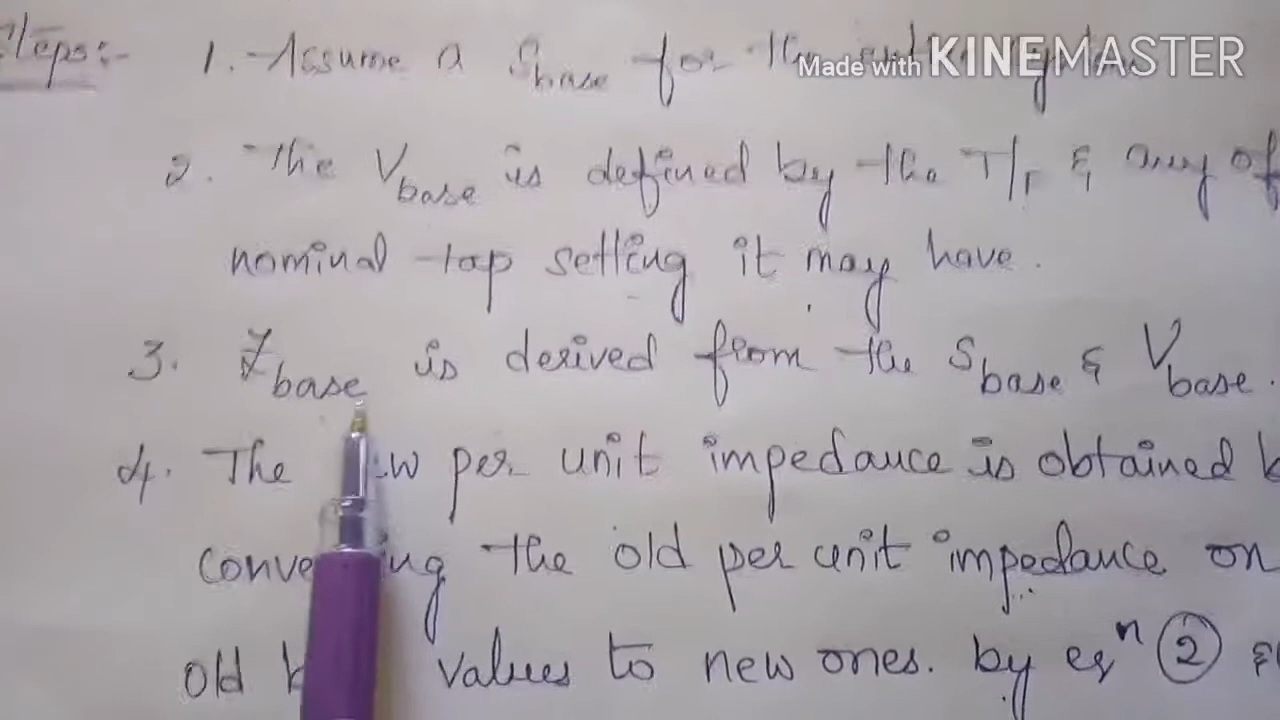 Steps:- 1. Assume a Sbase for the
Made with KINEMASTER
2. The Vbase is defined by the T/r & any of
nominal tap setting it may have.
3. Zbase is derived from the Sbase & Vbase.
4. The per unit impedance is obtained
the old per unit impedance on
old values to new ones. by eqn (2)